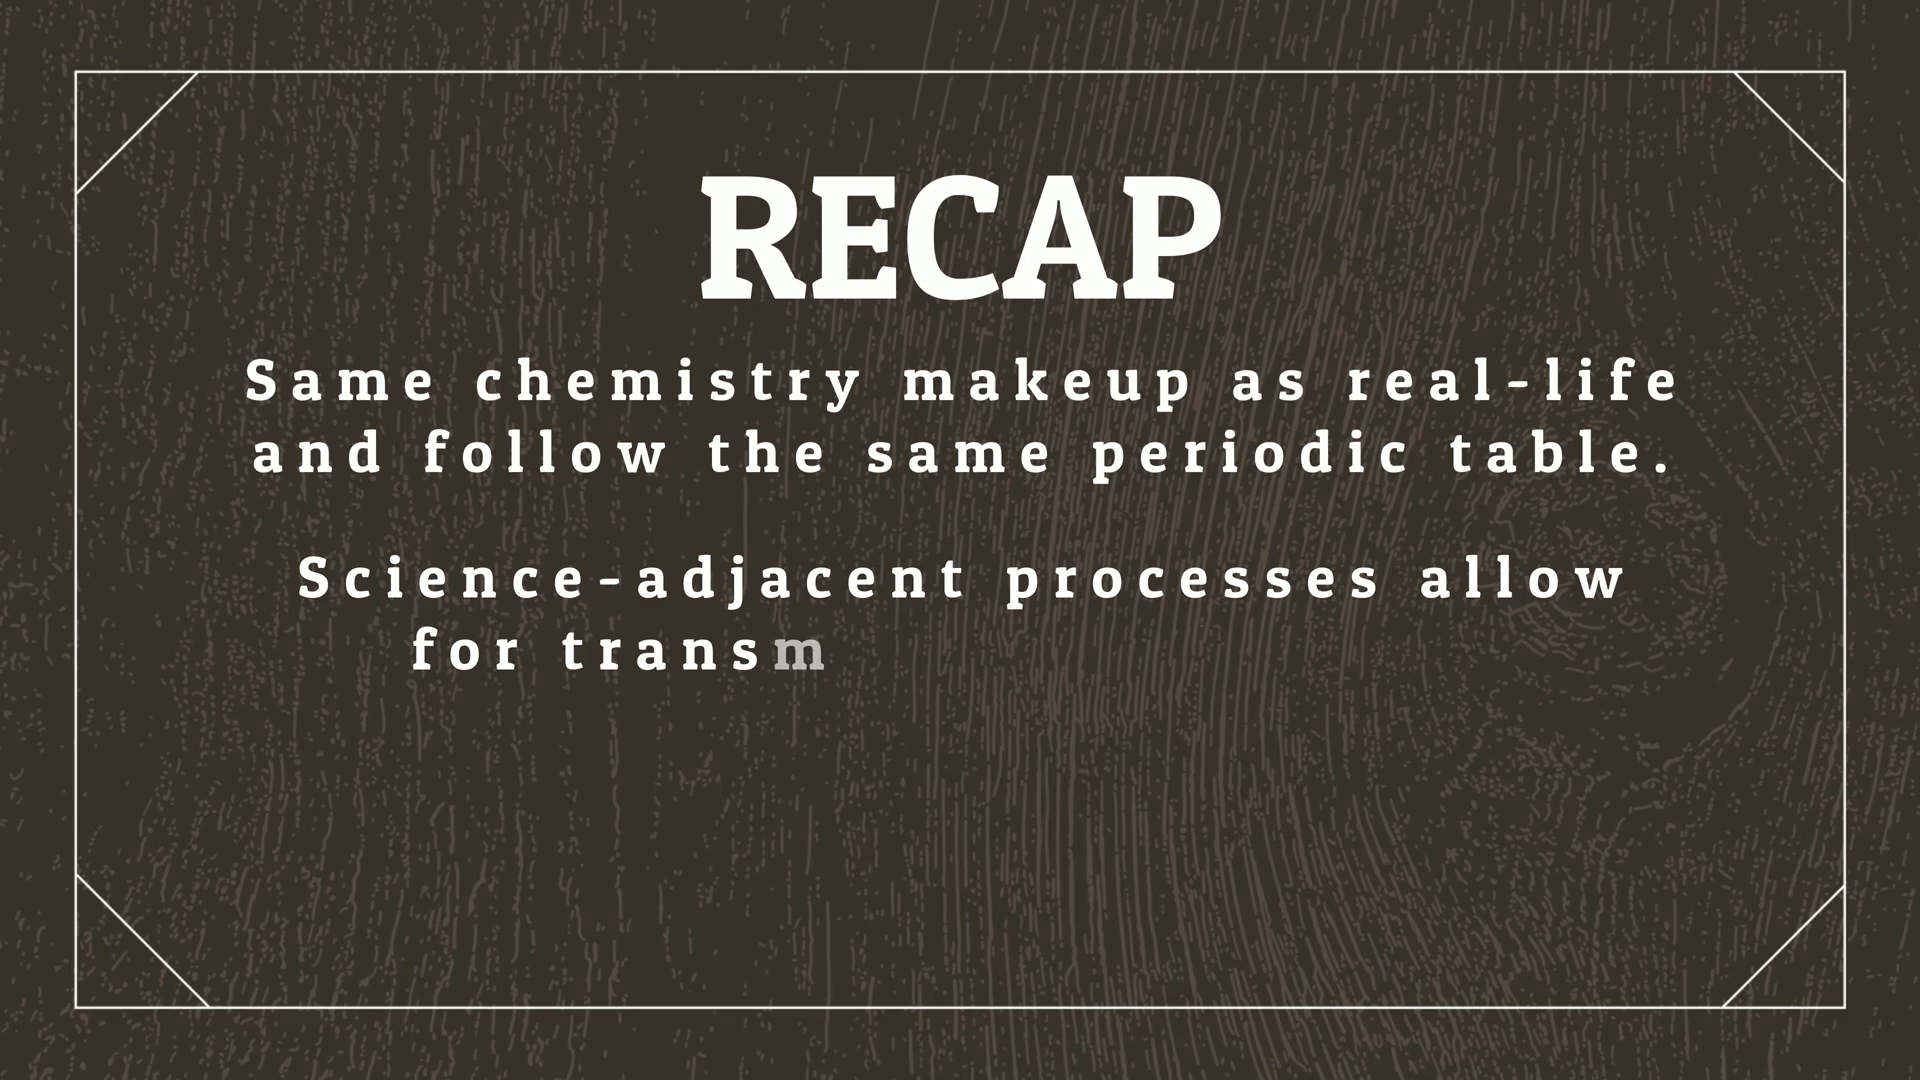 RECAP
Same chemistry makeup as real-life
and follow the same periodic table.
Science-adjacent processes allow
for transm